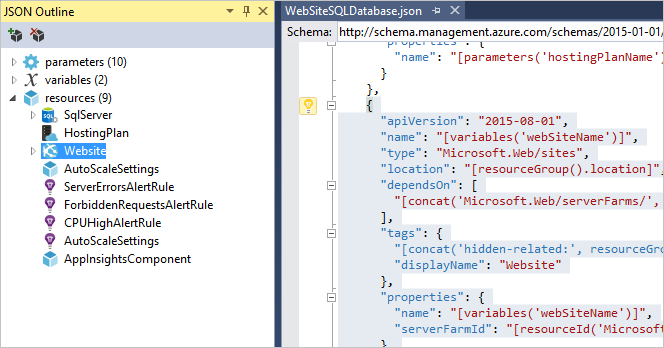 JSON Outline
parameters (10)
variables (2)
resources (9)
SQL
SqlServer
HostingPlan
Website
AutoScaleSettings
ServerErrorsAlertRule
ForbiddenRequestsAlertRule
CPUHighAlertRule
AutoScaleSettings
AppInsightsComponent
WebSiteSQLDatabase.json
Schema: http://schema.management.azure.com/schemas/2015-01-01/
"properties": {
"name": "[parameters('hostingPlanName')
}
},
{
"apiVersion": "2015-08-01",
"name": "[variables('webSiteName')]",
"type": "Microsoft.Web/sites",
"location": "[resourceGroup().location]",
"dependsOn": [
"[concat('Microsoft.Web/serverFarms/',
],
"tags": {
"[concat('hidden-related:', resourceGro
"displayName": "Website"
},
"properties": {
"name": "[variables('webSiteName')]",
"serverFarmId": "[resourceId('Microsoft
}